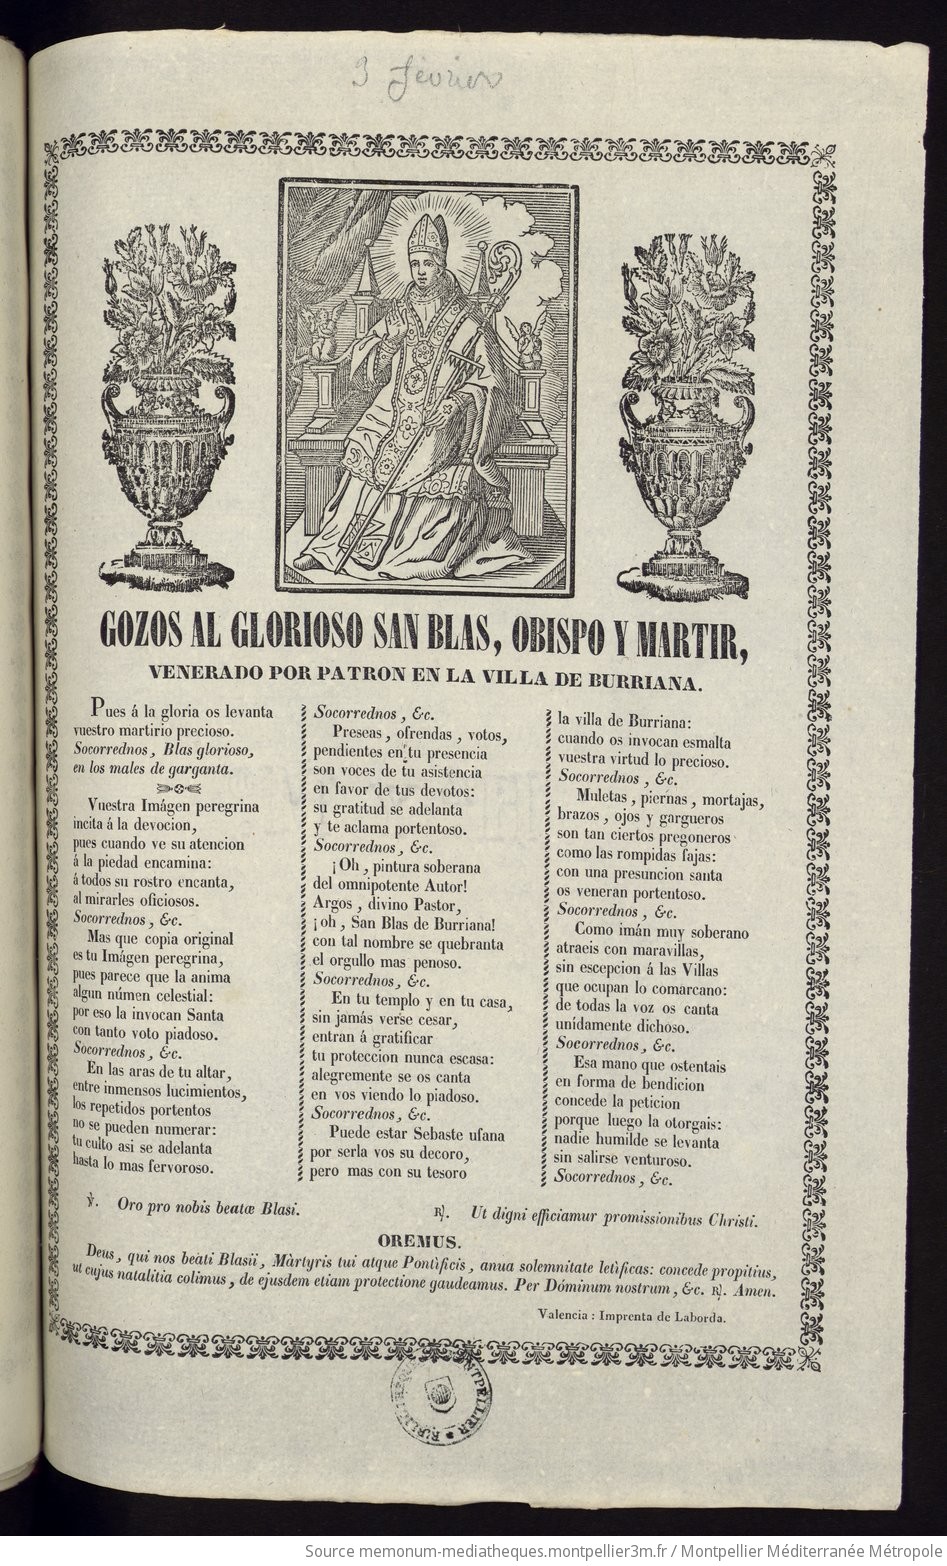 3 février
GOZOS AL GLORIOSO SAN BLAS, OBISPO Y MARTIR,
VENERADO POR PATRON EN LA VILLA DE BURRIANA.
Pues á la gloria os levanta
vuestro martirio precioso.
Socorrednos, Blas glorioso,
en los males de garganta.
Vuestra Imágen peregrina
incita á la devocion,
pues cuando ve su atencion
á la piedad encamina:
á todos su rostro encanta,
al mirarles oficiosos.
Socorrednos, &c.
Mas que copia original
es tu Imágen peregrina,
pues parece que la anima
algun númen celestial:
por eso la invocan Santa
con tanto voto piadoso.
Socorrednos, &c.
En las aras de tu altar,
entre inmensos lucimientos,
los repetidos portentos
no se pueden numerar:
tu culto asi se adelanta
hasta lo mas fervoroso.
Socorrednos, &c.
Preseas, ofrendas, votos,
pendientes en tu presencia
son voces de tu asistencia
en favor de tus devotos:
su gratitud se adelanta
y te aclama portentoso.
Socorrednos, &c.
¡Oh, pintura soberana
del omnipotente Autor!
Argos, divino Pastor,
¡oh, San Blas de Burriana!
con tal nombre se quebranta
el orgullo mas penoso.
Socorrednos, &c.
En tu templo y en tu casa,
sin jamás verse cesar,
entran á gratificar
tu proteccion nunca escasa:
alegremente se os canta
en vos viendo lo piadoso.
Socorrednos, &c.
Puede estar Sebaste ufana
por serla vos su decoro,
pero mas con su tesoro
la villa de Burriana:
cuando os invocan esmalta
vuestra virtud lo precioso.
Socorrednos, &c.
Muletas, piernas, mortajas,
brazos, ojos y gargueros
son tan ciertos pregoneros
como las rompidas fajas:
con una presuncion santa
os veneran portentoso.
Socorrednos, &c.
Como imán muy soberano
atraeis con maravillas,
sin escepcion á las Villas
que ocupan lo comarcano:
de todas la voz os canta
unídamente dichoso.
Socorrednos, &c.
Esa mano que ostentais
en forma de bendicion
concede la peticion
porque luego la otorgais:
nadie humilde se levanta
sin salirse venturoso.
Socorrednos, &c.
℣. Oro pro nobis beatæ Blasi.
℟. Ut digni efficiamur promissionibus Christi.
OREMUS.
Deus, qui nos beáti Blasii, Màrtyris tui atque Pontìficis, anua solemnitate letìficas: concede propitius,
ut cujus natalitia colimus, de ejusdem etiam protectione gaudeamus. Per Dóminum nostrum, &c. ℟. Amen.
Valencia: Imprenta de Laborda.
Source memonum-mediatheques.montpellier3m.fr / Montpellier Méditerranée Métropole